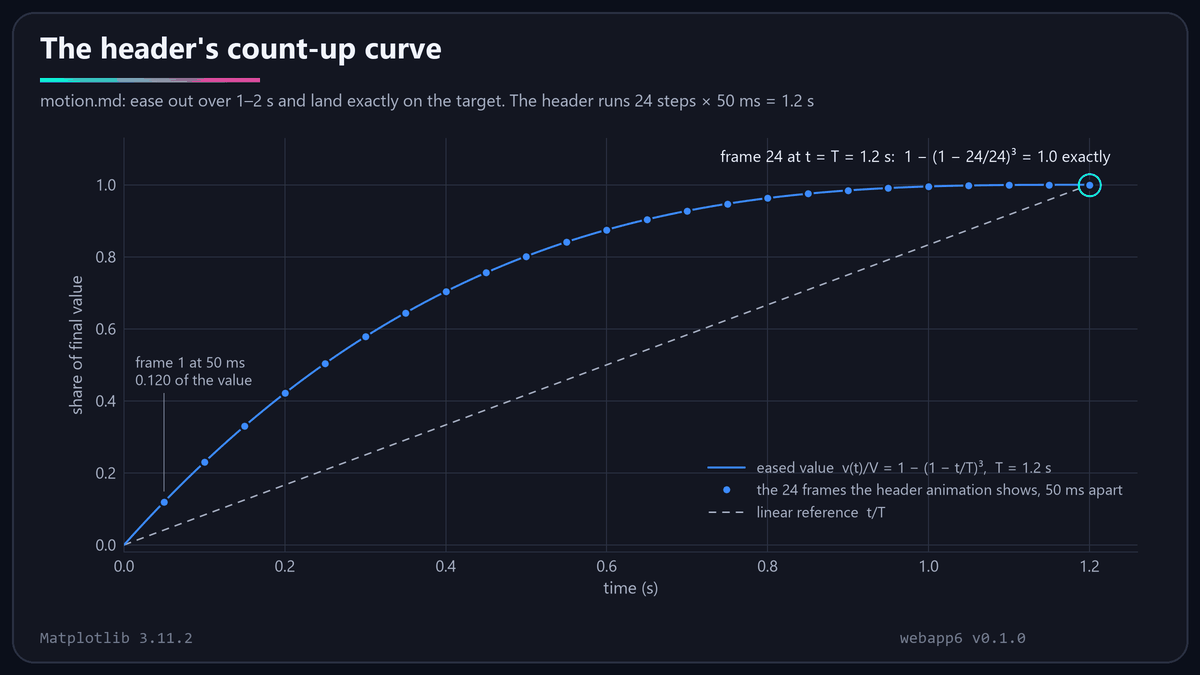 The header's count-up curve
motion.md: ease out over 1–2 s and land exactly on the target. The header runs 24 steps × 50 ms = 1.2 s
frame 24 at t = T = 1.2 s:  1 − (1 − 24/24)³ = 1.0 exactly
1.0
0.8
0.6
0.4
0.2
0.0
share of final value
frame 1 at 50 ms
0.120 of the value
eased value  v(t)/V = 1 − (1 − t/T)³,  T = 1.2 s
the 24 frames the header animation shows, 50 ms apart
linear reference  t/T
0.0 0.2 0.4 0.6 0.8 1.0 1.2
time (s)
Matplotlib 3.11.2
webapp6 v0.1.0